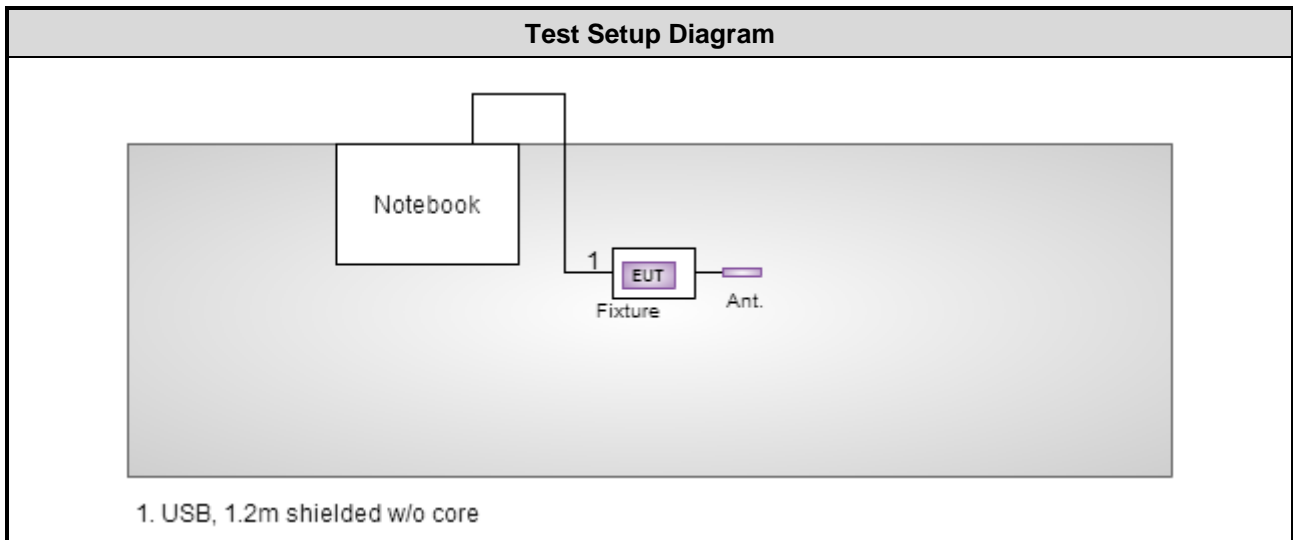 Test Setup Diagram
Notebook
1
EUT
Fixture
Ant.
1. USB, 1.2m shielded w/o core